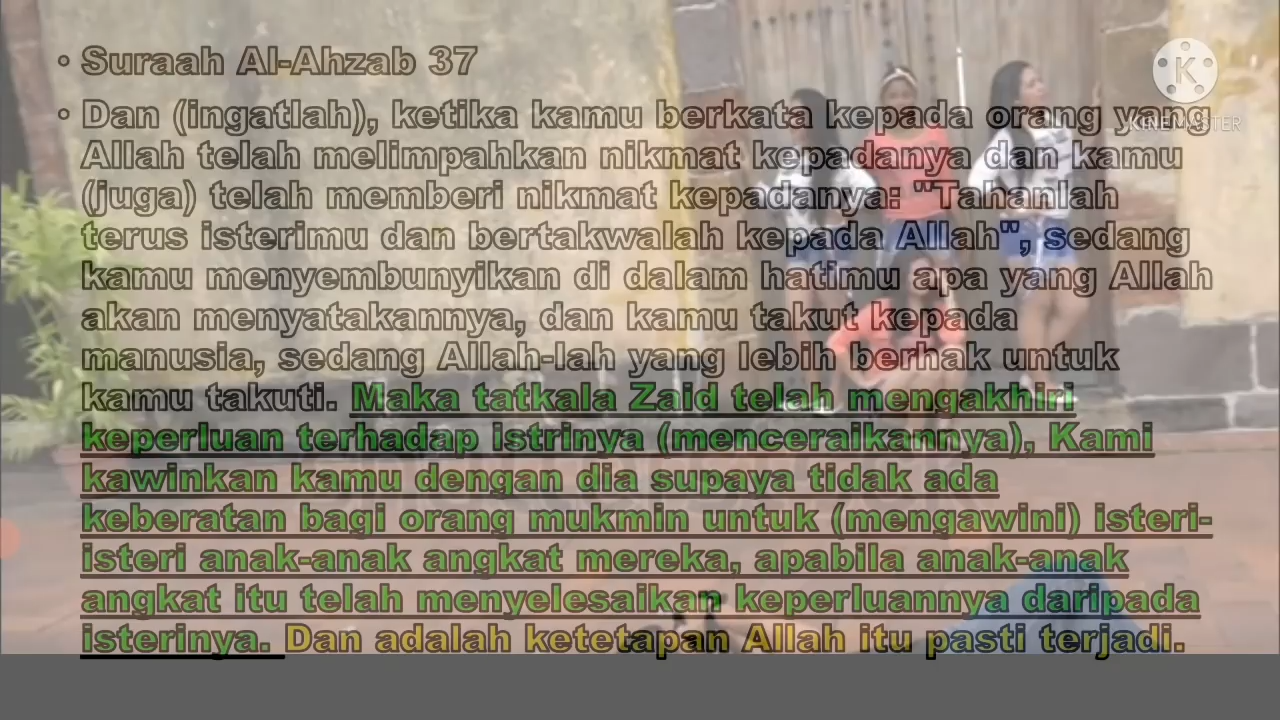 • Suraah Al-Ahzab 37
• Dan (ingatlah), ketika kamu berkata kepada orang yang
Allah telah melimpahkan nikmat kepadanya dan kamu
(juga) telah memberi nikmat kepadanya: "Tahanlah
terus isterimu dan bertakwalah kepada Allah", sedang
kamu menyembunyikan di dalam hatimu apa yang Allah
akan menyatakannya, dan kamu takut kepada
manusia, sedang Allah-lah yang lebih berhak untuk
kamu takuti. Maka tatkala Zaid telah mengakhiri
keperluan terhadap istrinya (menceraikannya), Kami
kawinkan kamu dengan dia supaya tidak ada
keberatan bagi orang mukmin untuk (mengawini) isteri-
isteri anak-anak angkat mereka, apabila anak-anak
angkat itu telah menyelesaikan keperluannya daripada
isterinya. Dan adalah ketetapan Allah itu pasti terjadi.
K
KINEMASTER